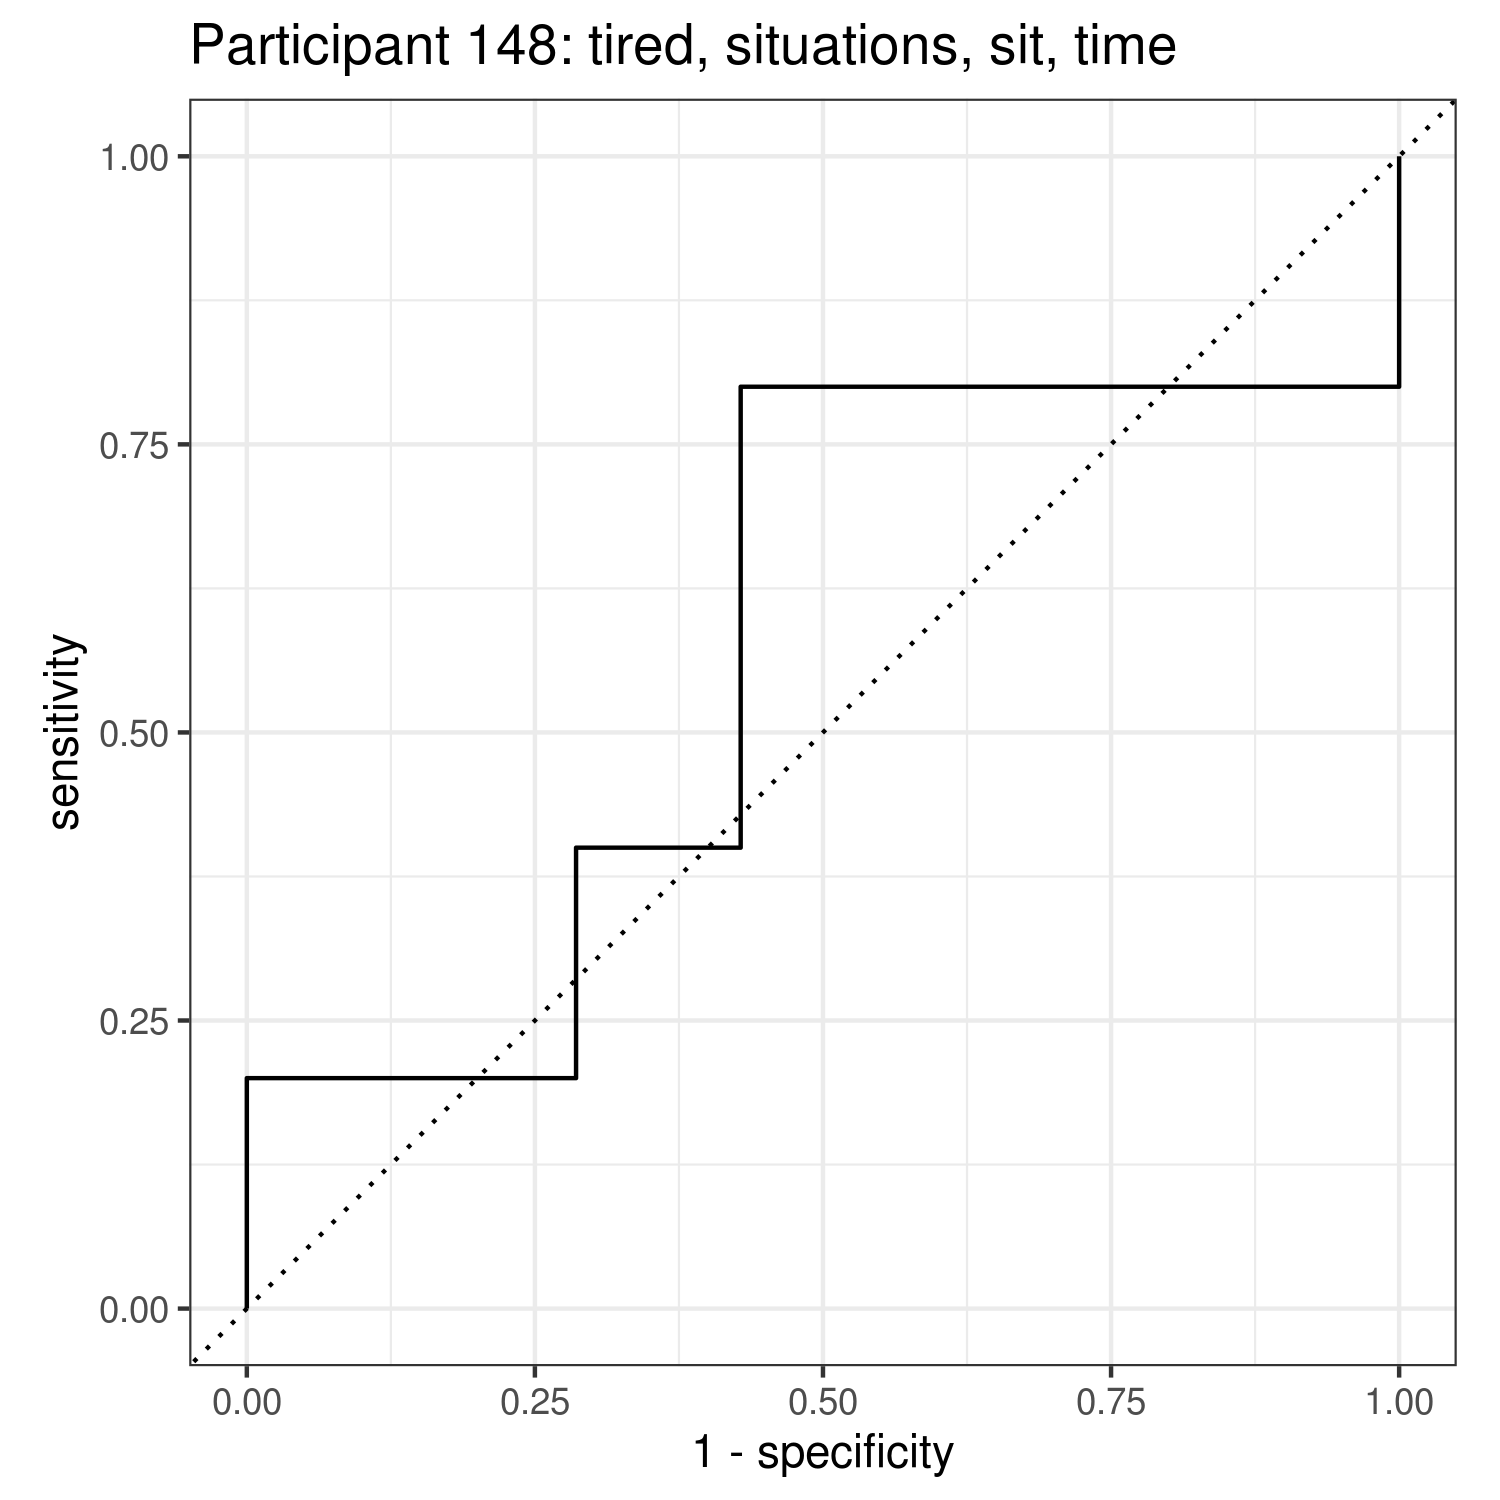 Participant 148: tired, situations, sit, time
1.00
0.75
0.50
0.25
0.00
sensitivity
0.00 0.25 0.50 0.75 1.00
1 - specificity